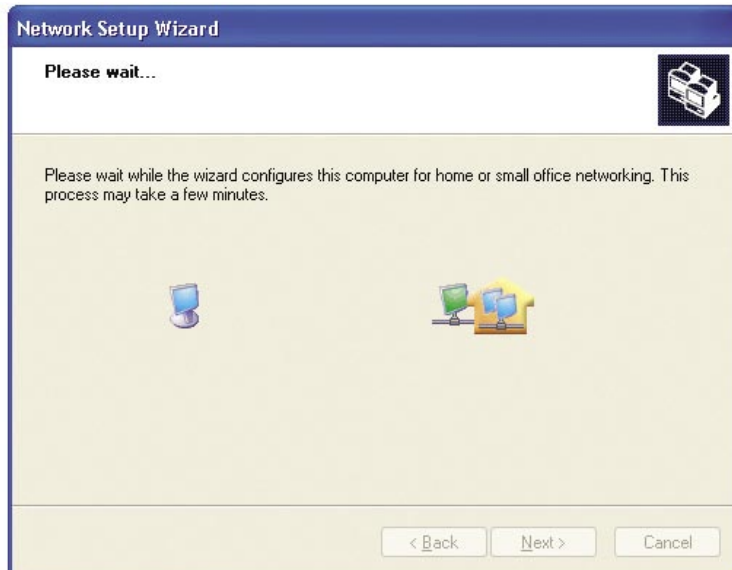 Network Setup Wizard
Please wait...
Please wait while the wizard configures this computer for home or small office networking. This
process may take a few minutes.
< Back
Next >
Cancel